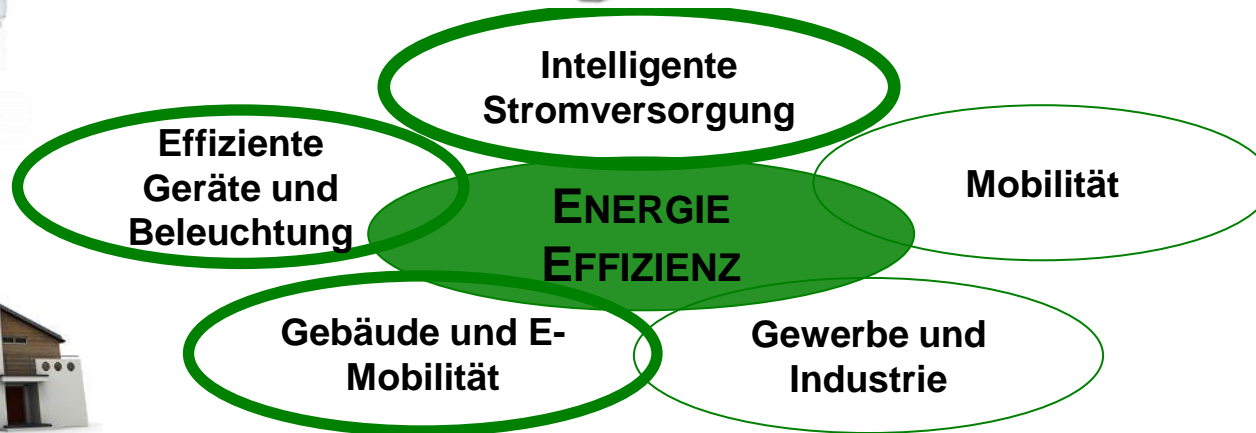 Intelligente
Stromversorgung
Effiziente
Geräte und
Beleuchtung
Mobilität
ENERGIE
EFFIZIENZ
Gebäude und E-
Mobilität
Gewerbe und
Industrie